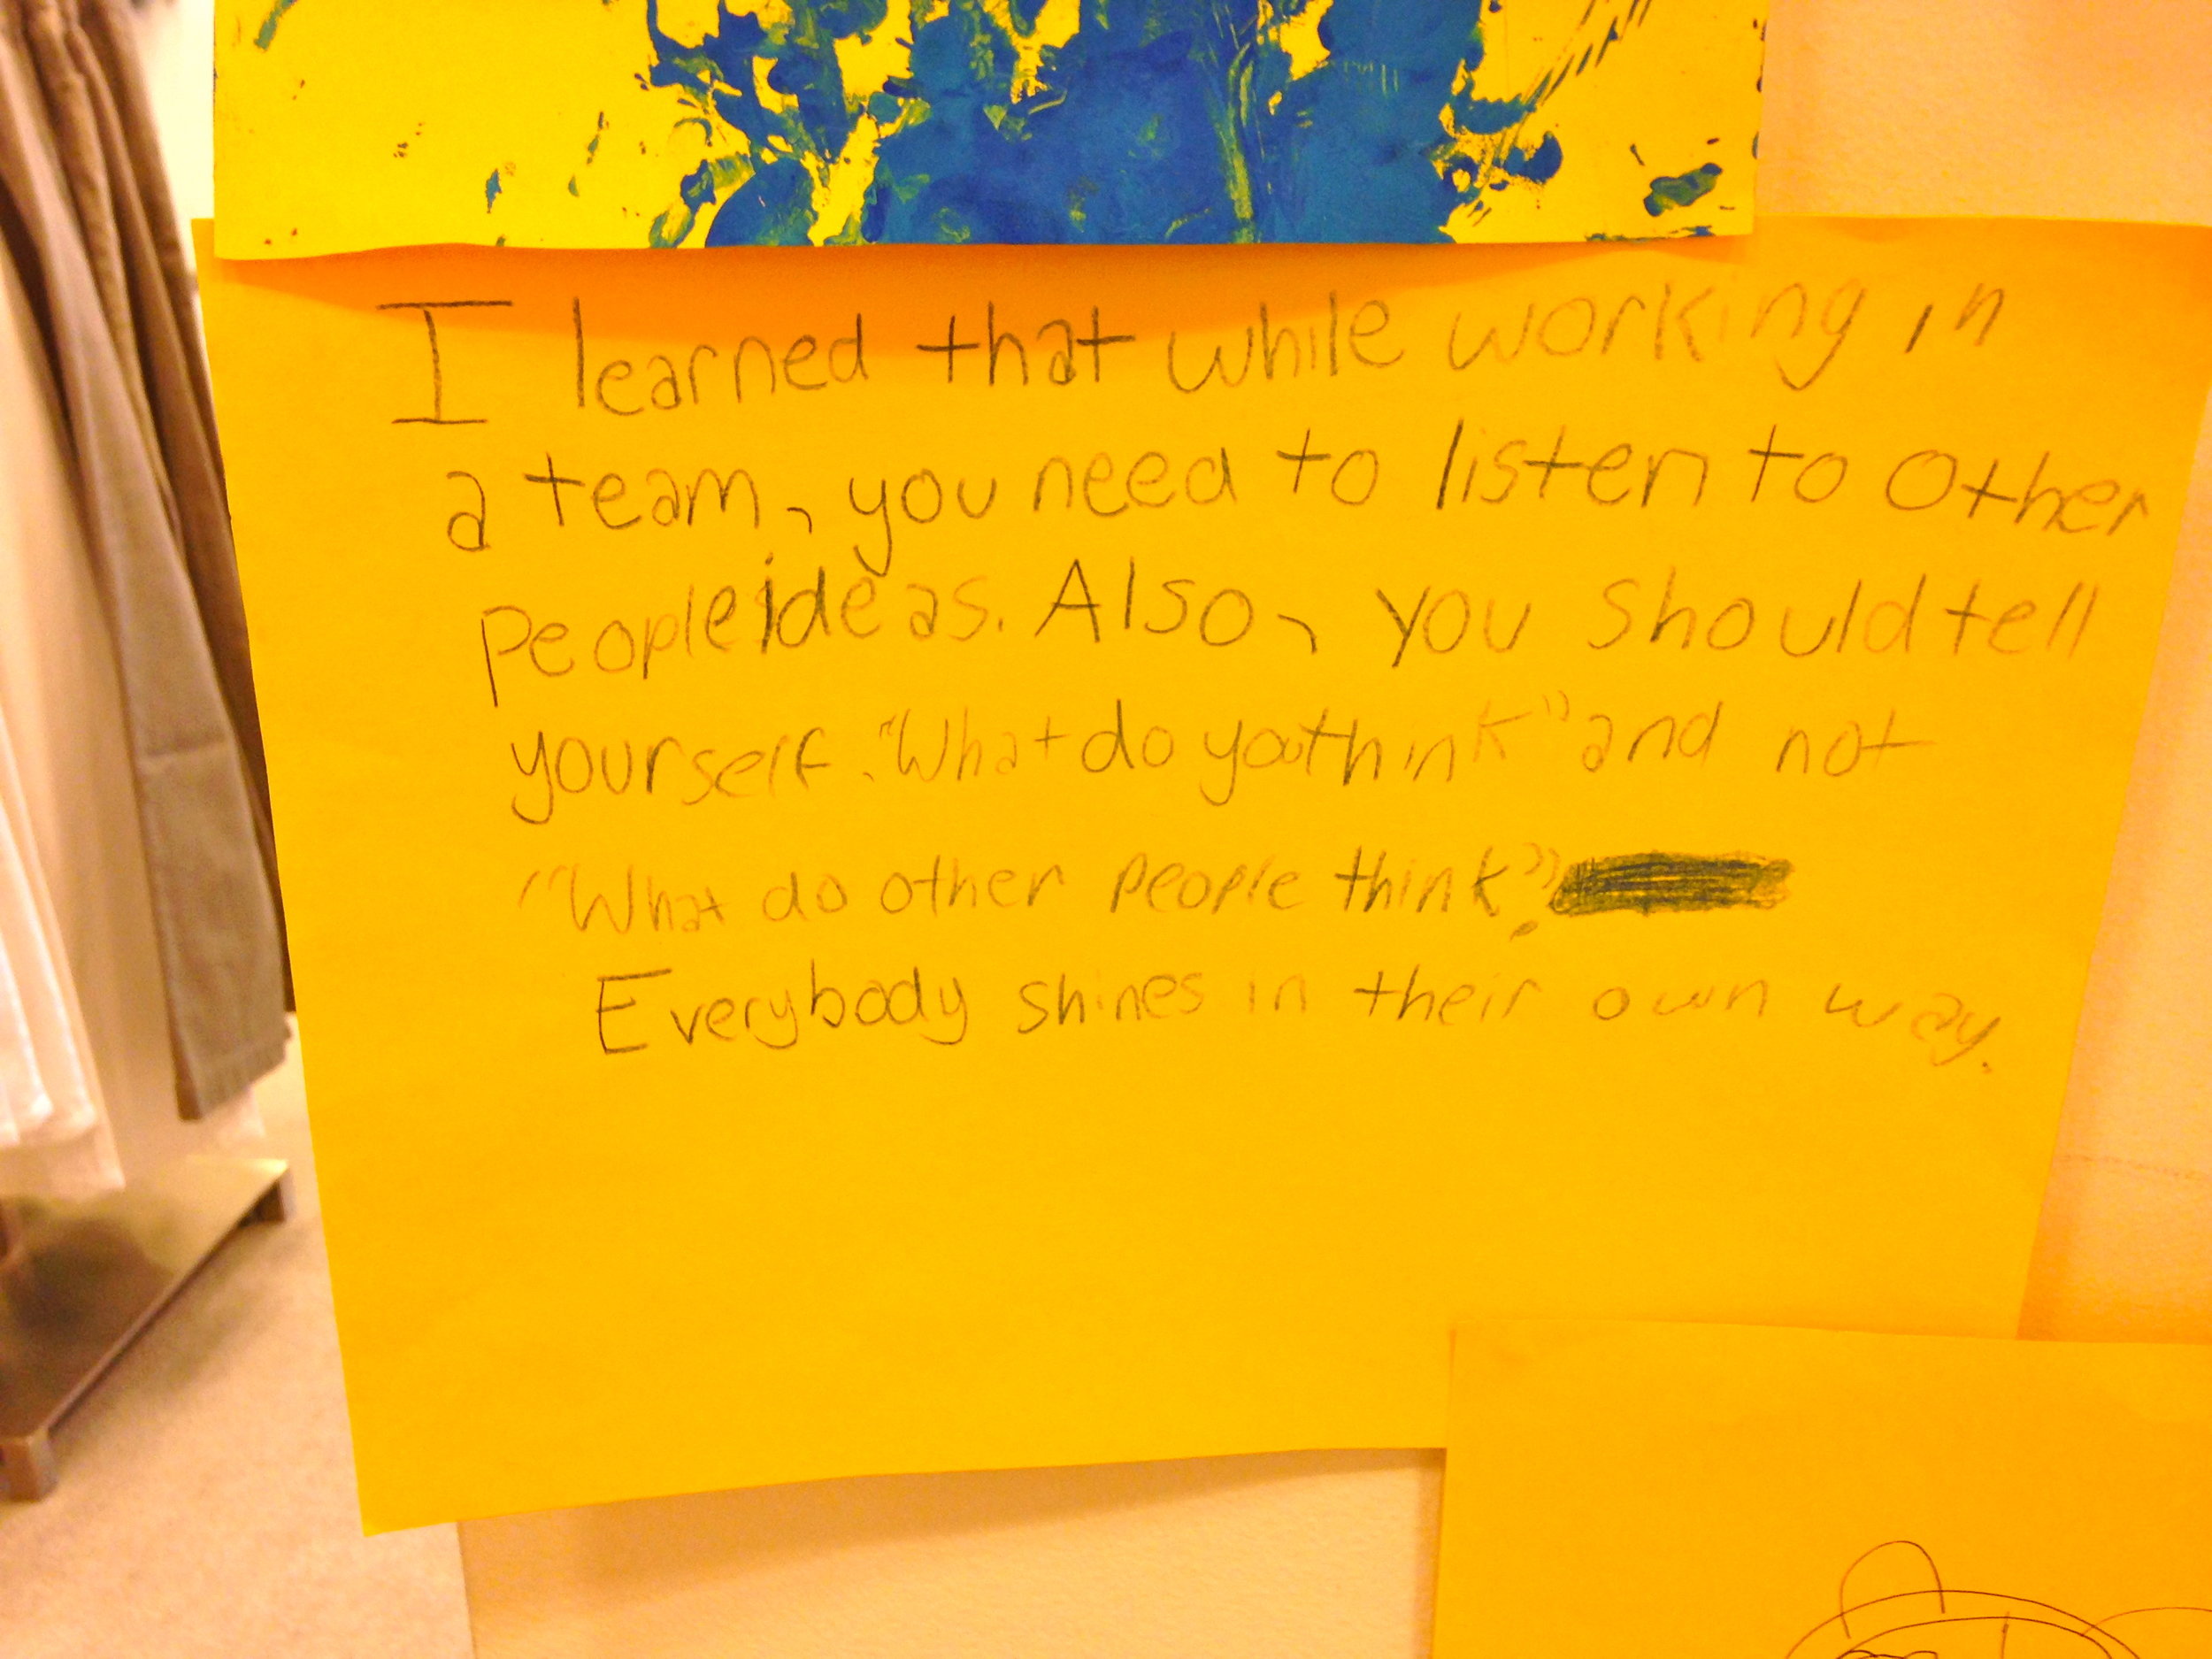 I learned that while working in
a team, you need to listen to other
people ideas. Also, you should tell
yourself. "What do you think" and not
"What do other people think".
Everybody shines in their own way.